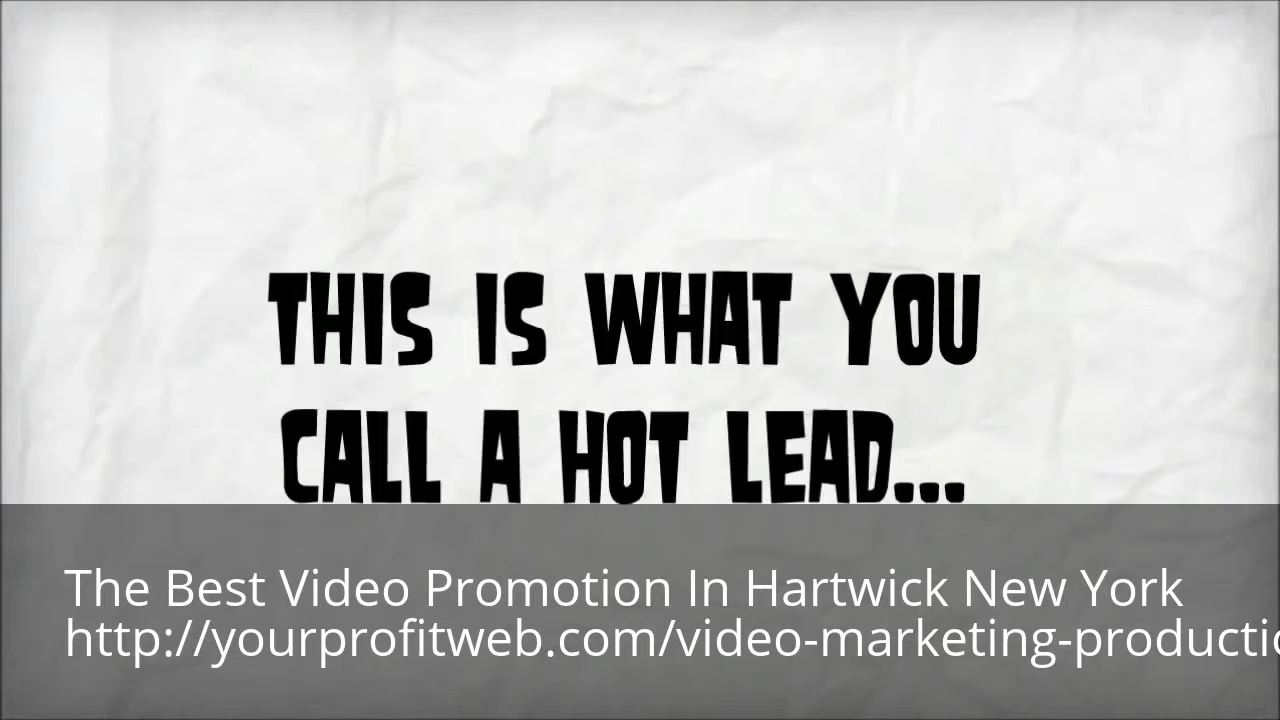 THIS IS WHAT YOU
CALL A HOT LEAD...
The Best Video Promotion In Hartwick New York
http://yourprofitweb.com/video-marketing-productio